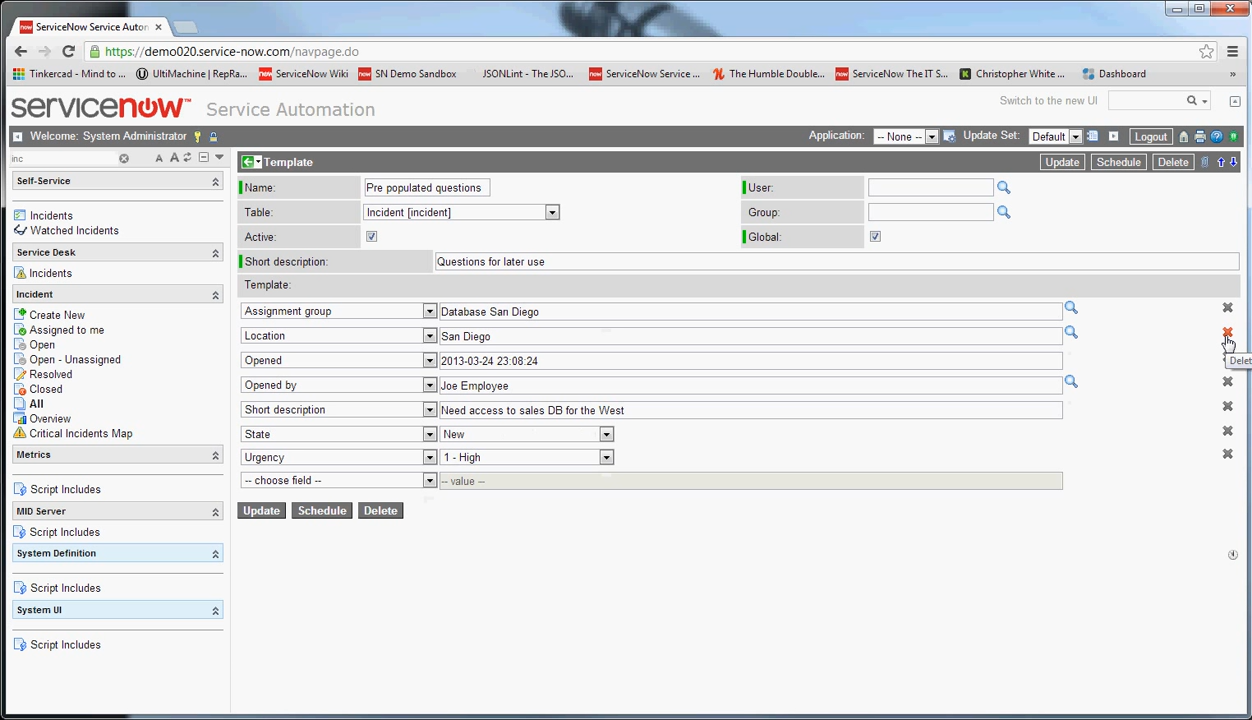 ServiceNow Service Auton
https://demo020.service-now.com/navpage.do
Tinkercad - Mind to ... UltiMachine | RepRa... ServiceNow Wiki SN Demo Sandbox JSONLint - The JSO... ServiceNow Service ... The Humble Double... ServiceNow The IT S... Christopher White ... Dashboard »
servicenow™ Service Automation
Switch to the new UI
Welcome: System Administrator
Application: -- None -- Update Set: Default Logout
inc
A A
Self-Service
Incidents
Watched Incidents
Service Desk
Incidents
Incident
Create New
Assigned to me
Open
Open - Unassigned
Resolved
Closed
All
Overview
Critical Incidents Map
Metrics
Script Includes
MID Server
Script Includes
System Definition
Script Includes
System UI
Script Includes
Template
Update Schedule Delete
Name: Pre populated questions User:
Table: Incident [incident] Group:
Active: Global:
Short description: Questions for later use
Template:
Assignment group Database San Diego
Location San Diego
Opened 2013-03-24 23:08:24
Delet
Opened by Joe Employee
Short description Need access to sales DB for the West
State New
Urgency 1 - High
-- choose field -- -- value --
Update Schedule Delete